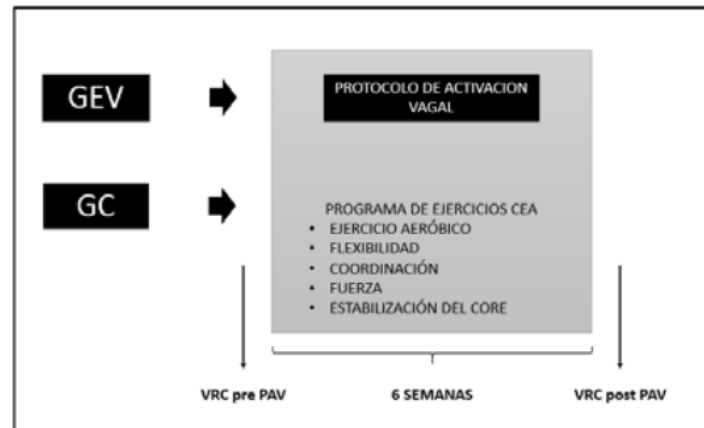 GEV
PROTOCOLO DE ACTIVACION
VAGAL
GC
PROGRAMA DE EJERCICIOS CEA
• EJERCICIO AERÓBICO
• FLEXIBILIDAD
• COORDINACIÓN
• FUERZA
• ESTABILIZACIÓN DEL CORE
VRC pre PAV
6 SEMANAS
VRC post PAV